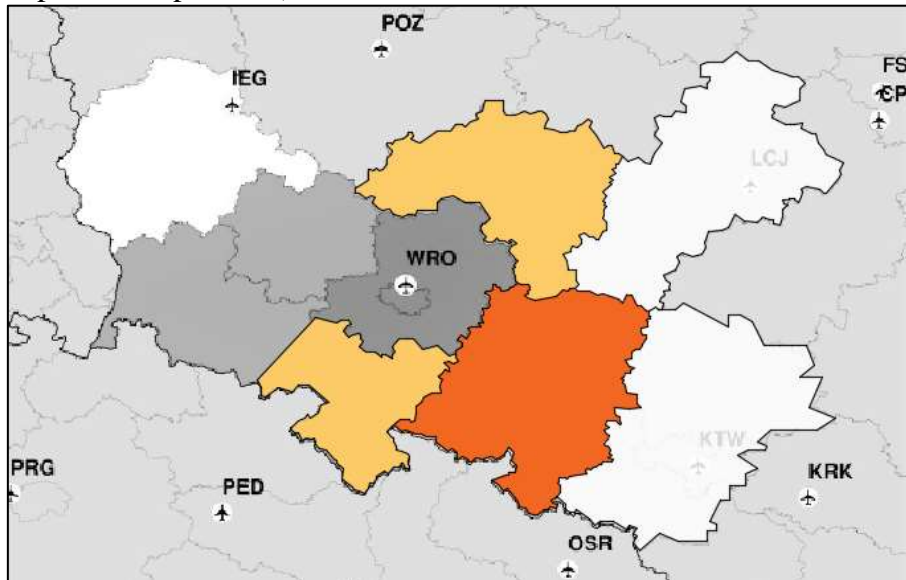 POZ
IEG
FS
CP
LCJ
WRO
KTW
PRG
PED
KRK
OSR